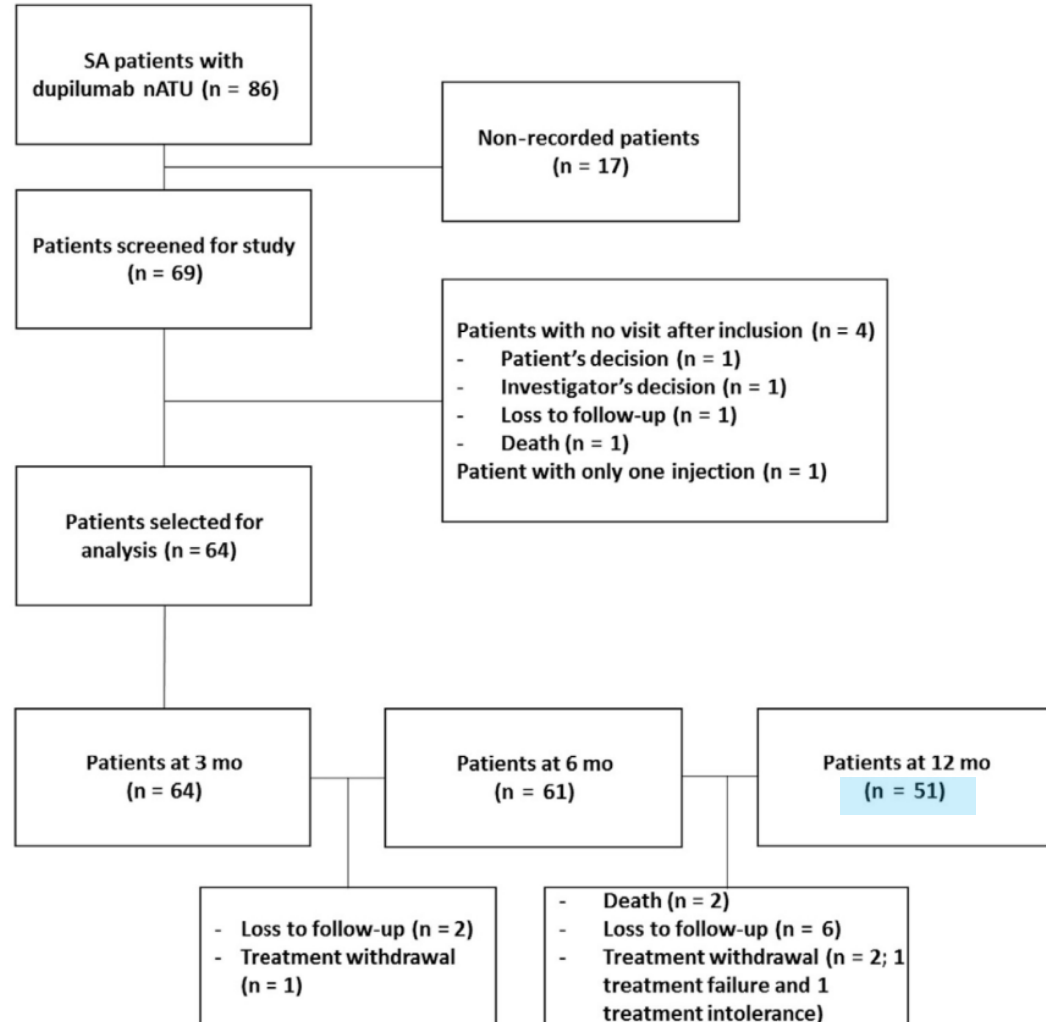 SA patients with
dupilumab nATU (n = 86)
Non-recorded patients
(n = 17)
Patients screened for study
(n = 69)
Patients with no visit after inclusion (n = 4)
- Patient's decision (n = 1)
- Investigator's decision (n = 1)
- Loss to follow-up (n = 1)
- Death (n = 1)
Patient with only one injection (n = 1)
Patients selected for
analysis (n = 64)
Patients at 3 mo
(n = 64)
Patients at 6 mo
(n = 61)
Patients at 12 mo
(n = 51)
- Loss to follow-up (n = 2)
- Treatment withdrawal
(n = 1)
- Death (n = 2)
- Loss to follow-up (n = 6)
- Treatment withdrawal (n = 2; 1
treatment failure and 1
treatment intolerance)